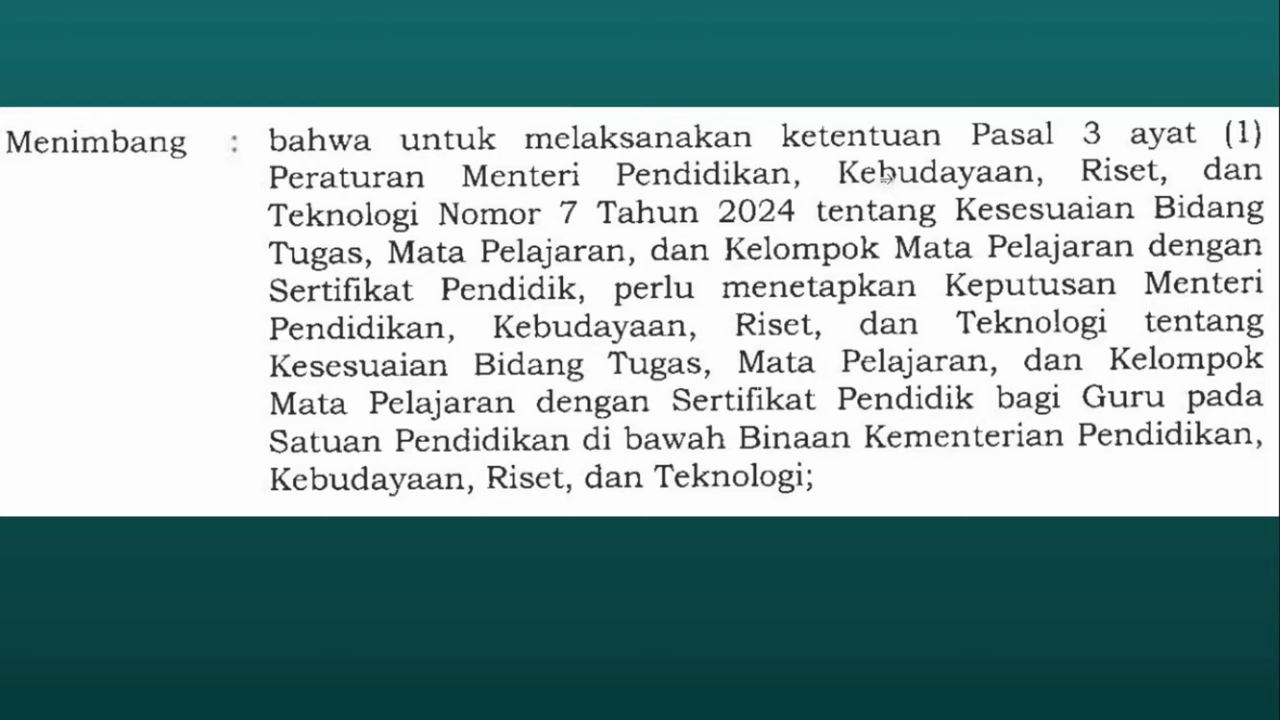 Menimbang : bahwa untuk melaksanakan ketentuan Pasal 3 ayat (1)
Peraturan Menteri Pendidikan, Kebudayaan, Riset, dan
Teknologi Nomor 7 Tahun 2024 tentang Kesesuaian Bidang
Tugas, Mata Pelajaran, dan Kelompok Mata Pelajaran dengan
Sertifikat Pendidik, perlu menetapkan Keputusan Menteri
Pendidikan, Kebudayaan, Riset, dan Teknologi tentang
Kesesuaian Bidang Tugas, Mata Pelajaran, dan Kelompok
Mata Pelajaran dengan Sertifikat Pendidik bagi Guru pada
Satuan Pendidikan di bawah Binaan Kementerian Pendidikan,
Kebudayaan, Riset, dan Teknologi;